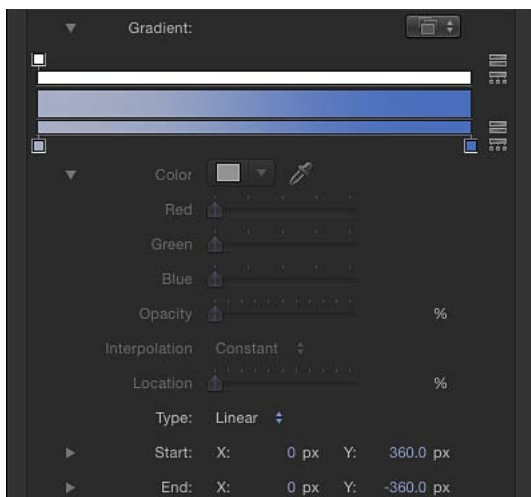 Gradient:
Color
Red
Green
Blue
Opacity %
Interpolation Constant
Location %
Type: Linear
Start: X: 0 px Y: 360.0 px
End: X: 0 px Y: -360.0 px